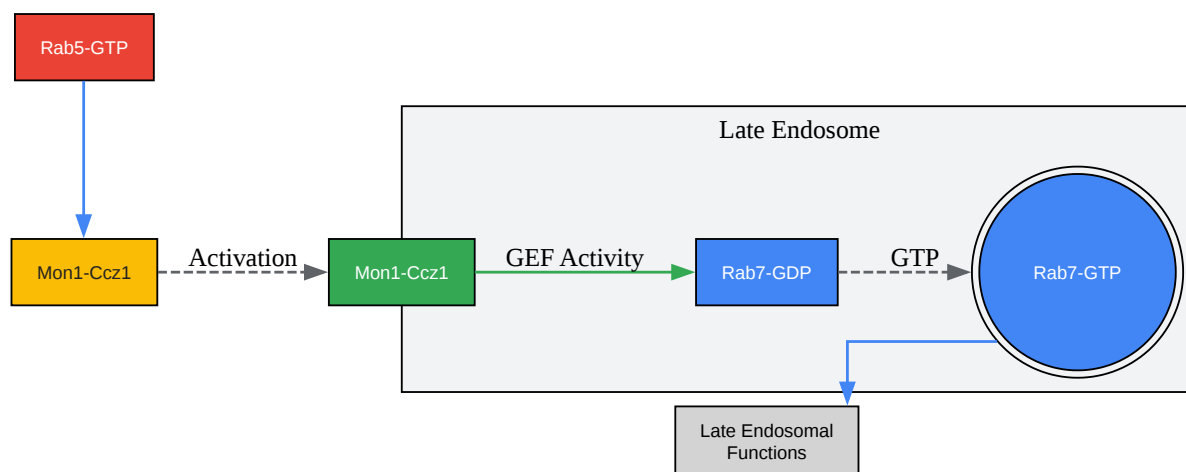 Rab5-GTP
Late Endosome
Mon1-Ccz1
Activation
Mon1-Ccz1
GEF Activity
Rab7-GDP
GTP
Rab7-GTP
Late Endosomal
Functions